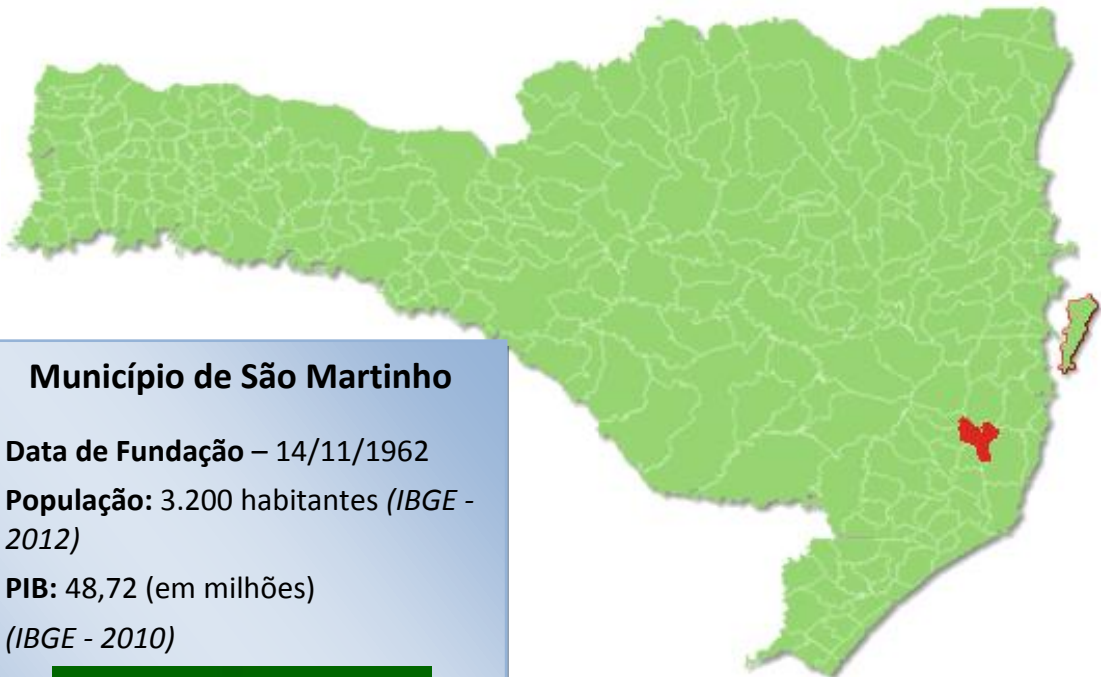 Município de São Martinho
Data de Fundação – 14/11/1962
População: 3.200 habitantes (IBGE -
2012)
PIB: 48,72 (em milhões)
(IBGE - 2010)